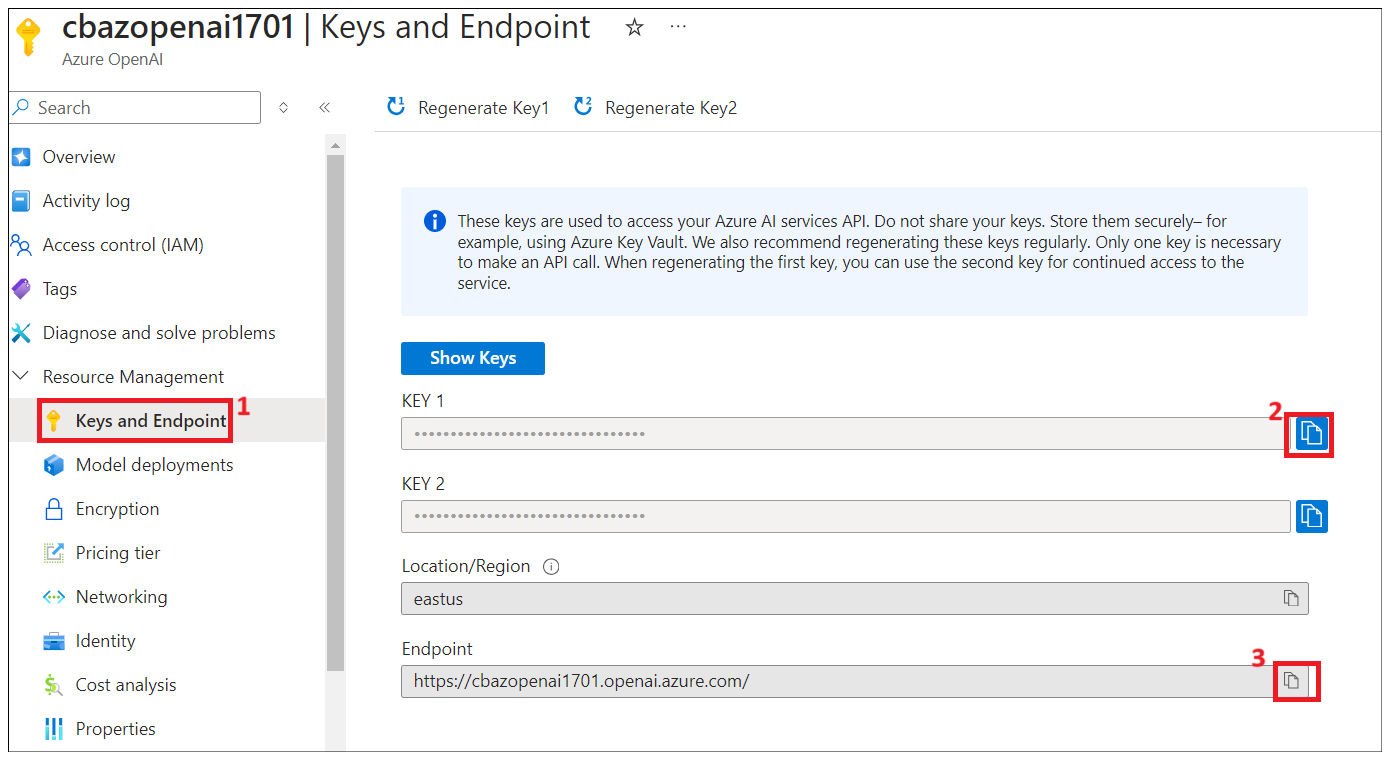 cbazopenai1701 | Keys and Endpoint ☆ ···
Azure OpenAI
Search
Regenerate Key1
Regenerate Key2
Overview
Activity log
Access control (IAM)
Tags
Diagnose and solve problems
Resource Management
Keys and Endpoint 1
Model deployments
Encryption
Pricing tier
Networking
Identity
Cost analysis
Properties
These keys are used to access your Azure AI services API. Do not share your keys. Store them securely– for
example, using Azure Key Vault. We also recommend regenerating these keys regularly. Only one key is necessary
to make an API call. When regenerating the first key, you can use the second key for continued access to the
service.
Show Keys
KEY 1
2
••••••••••••••••••••••••••••••••
KEY 2
••••••••••••••••••••••••••••••••
Location/Region
eastus
Endpoint
3
https://cbazopenai1701.openai.azure.com/